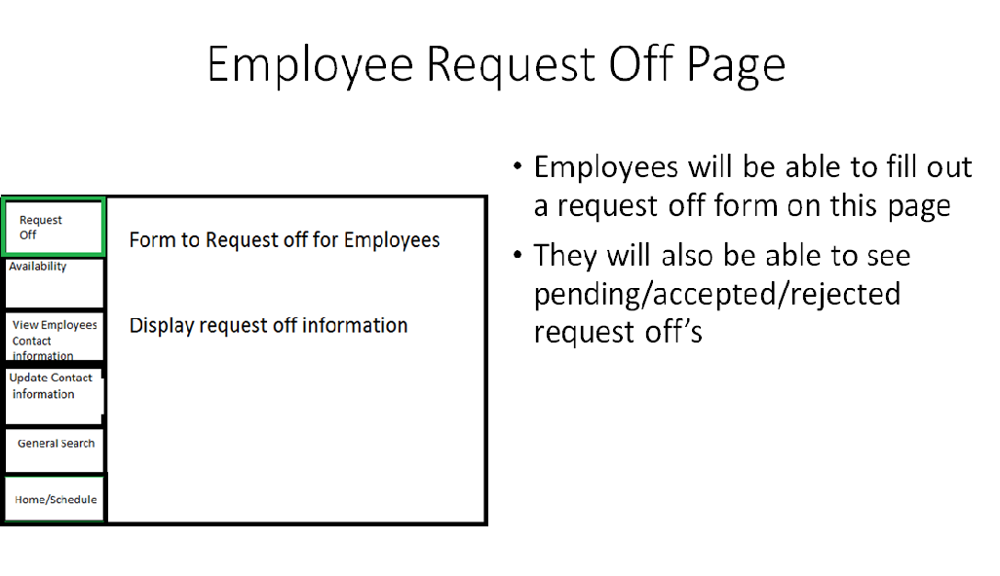 Employee Request Off Page
Request
Off
Availability
View Employees
Contact
information
Update Contact
information
General Search
Home/Schedule
Form to Request off for Employees
Display request off information
• Employees will be able to fill out
a request off form on this page
• They will also be able to see
pending/accepted/rejected
request off’s